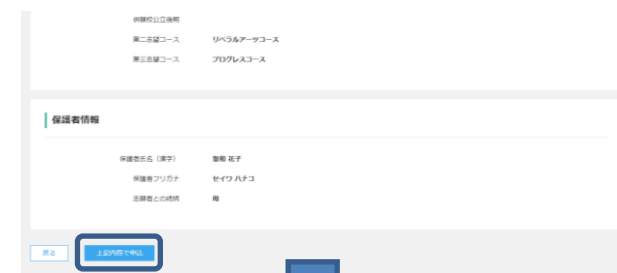 併願校公立後期
第二志望コース リベラルアーツコース
第三志望コース プログレスコース
保護者情報
保護者氏名（漢字） 聖和 花子
保護者フリガナ セイワ ハナコ
志願者との続柄 母
戻る 上記内容で申込